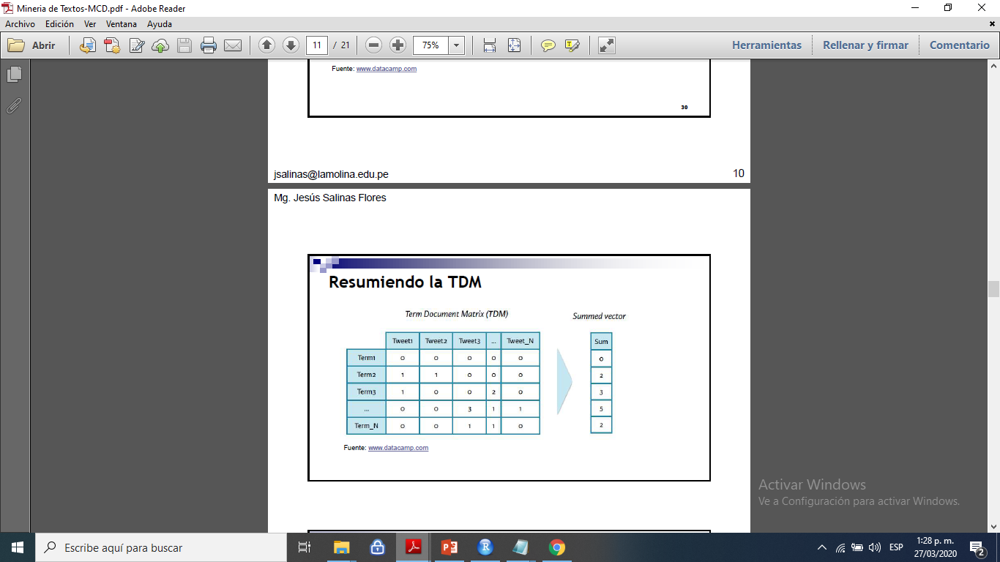 Mineria de Textos-MCD.pdf - Adobe Reader
Archivo Edición Ver Ventana Ayuda
Abrir 11 / 21 75% Herramientas Rellenar y firmar Comentario
Fuente: www.datacamp.com
30
jsalinas@lamolina.edu.pe 10
Mg. Jesús Salinas Flores
Resumiendo la TDM
Term Document Matrix (TDM) Summed vector
Tweet1 Tweet2 Tweet3 ... Tweet_N Sum
Term1 0 0 0 0 0 0
Term2 1 1 0 0 0 2
Term3 1 0 0 2 0 3
... 0 0 3 1 1 5
Term_N 0 0 1 1 0 2
Fuente: www.datacamp.com
Activar Windows
Ve a Configuración para activar Windows.
Escribe aquí para buscar
ESP
1:28 p. m.
27/03/2020
2